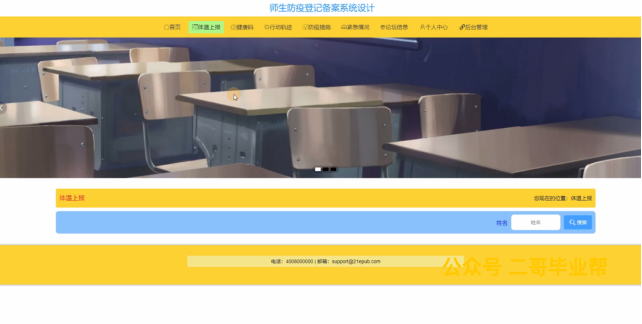 师生防疫登记备案系统设计
首页 体温上报 健康码 行动轨迹 防疫措施 紧急情况 论坛信息 个人中心 后台管理
体温上报 您现在的位置：体温上报
姓名 姓名 搜索
电话：4008000000 | 邮箱：support@21epub.com
公众号 二哥毕业帮